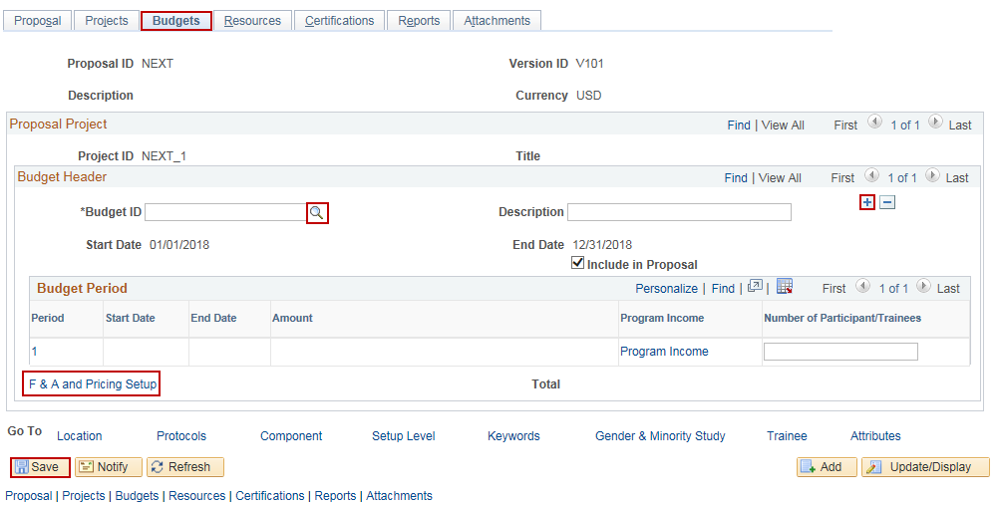 Proposal Projects Budgets Resources Certifications Reports Attachments
Proposal ID NEXT Version ID V101
Description Currency USD
Proposal Project Find | View All First 1 of 1 Last
Project ID NEXT_1 Title
Budget Header Find | View All First 1 of 1 Last
*Budget ID Description
Start Date 01/01/2018 End Date 12/31/2018
Include in Proposal
Budget Period Personalize | Find | | First 1 of 1 Last
Period Start Date End Date Amount Program Income Number of Participant/Trainees
1 Program Income
F & A and Pricing Setup Total
Go To Location Protocols Component Setup Level Keywords Gender & Minority Study Trainee Attributes
Save Notify Refresh Add Update/Display
Proposal | Projects | Budgets | Resources | Certifications | Reports | Attachments